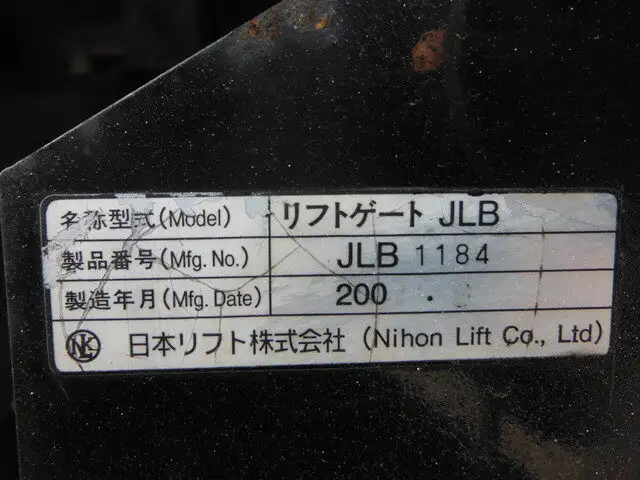 名称型式(Model) リフトゲート JLB
製品番号(Mfg. No.) JLB 1184
製造年月(Mfg. Date) 200 .
NL 日本リフト株式会社 (Nihon Lift Co., Ltd)